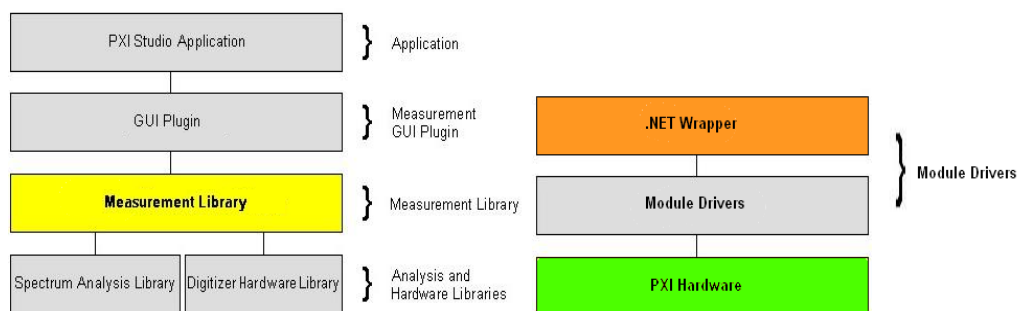 PXI Studio Application
} Application
GUI Plugin
} Measurement
GUI Plugin
Measurement Library
} Measurement Library
Spectrum Analysis Library
Digitizer Hardware Library
} Analysis and
Hardware Libraries
.NET Wrapper
Module Drivers
} Module Drivers
PXI Hardware